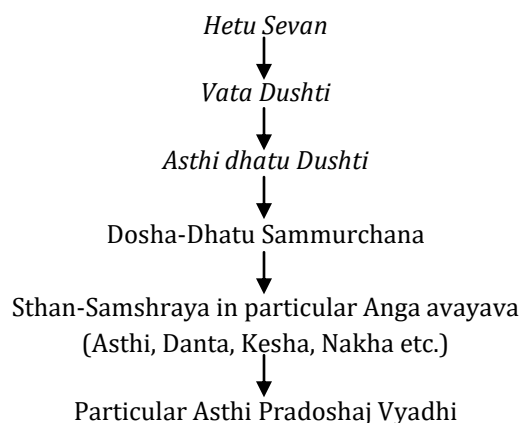 Hetu Sevan
Vata Dushti
Asthi dhatu Dushti
Dosha-Dhatu Sammurchana
Sthan-Samshraya in particular Anga avayava
(Asthi, Danta, Kesha, Nakha etc.)
Particular Asthi Pradoshaj Vyadhi